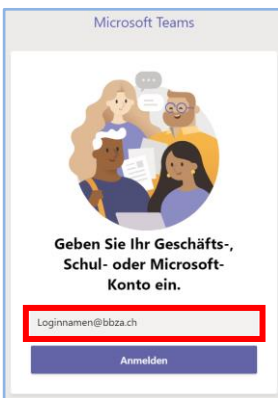 Microsoft Teams
Geben Sie Ihr Geschäfts-,
Schul- oder Microsoft-
Konto ein.
Loginnamen@bbza.ch
Anmelden